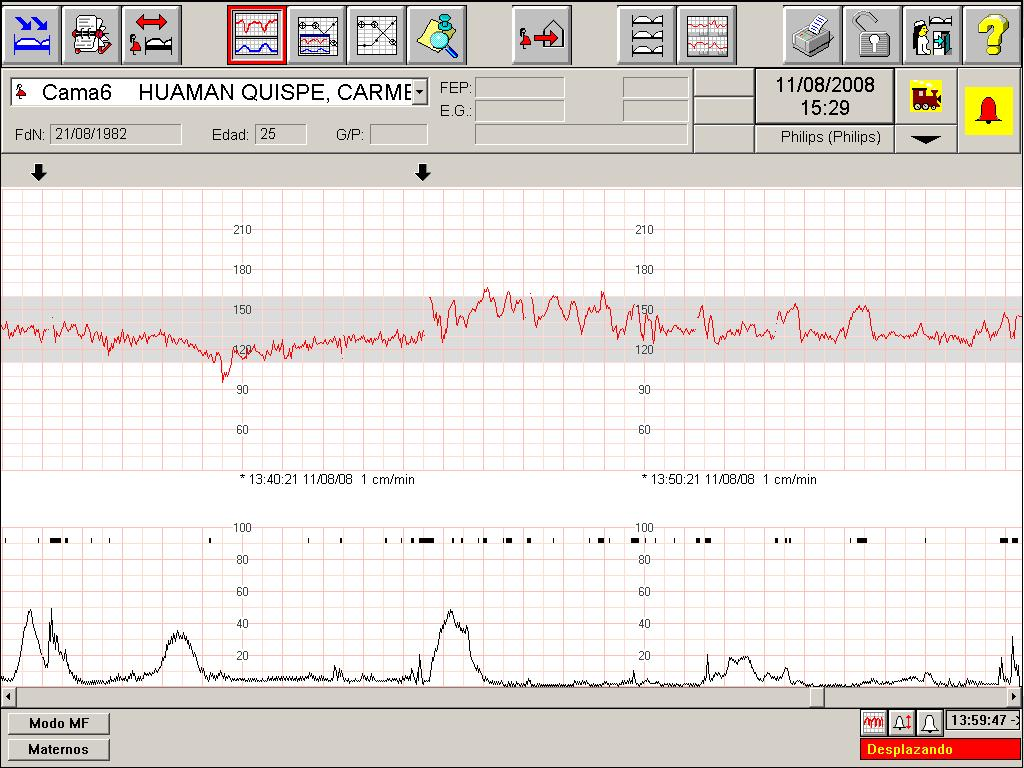 Cama6 HUAMAN QUISPE, CARME
FEP:
E.G.:
11/08/2008
15:29
FdN: 21/08/1982 Edad: 25 G/P:
Philips (Philips)
210 210
180 180
150 150
120 120
90 90
60 60
* 13:40:21 11/08/08 1 cm/min * 13:50:21 11/08/08 1 cm/min
100 100
80 80
60 60
40 40
20 20
Modo MF
13:59:47 ->
Maternos
Desplazando